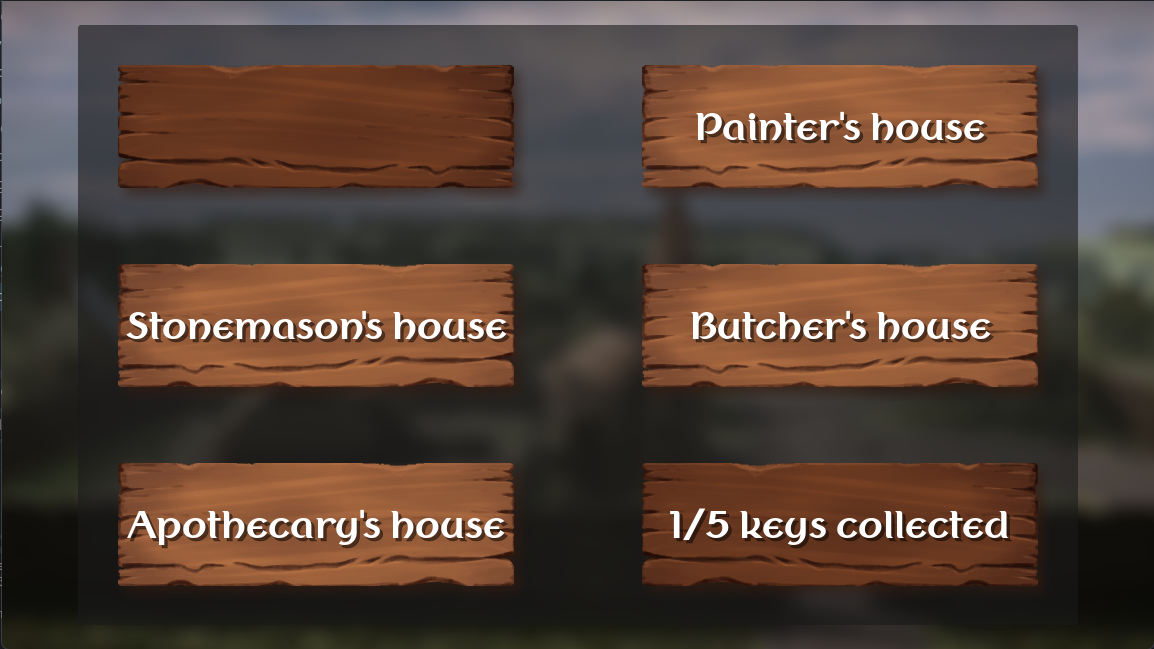 Painter's house
Stonemason's house
Butcher's house
Apothecary's house
1/5 keys collected